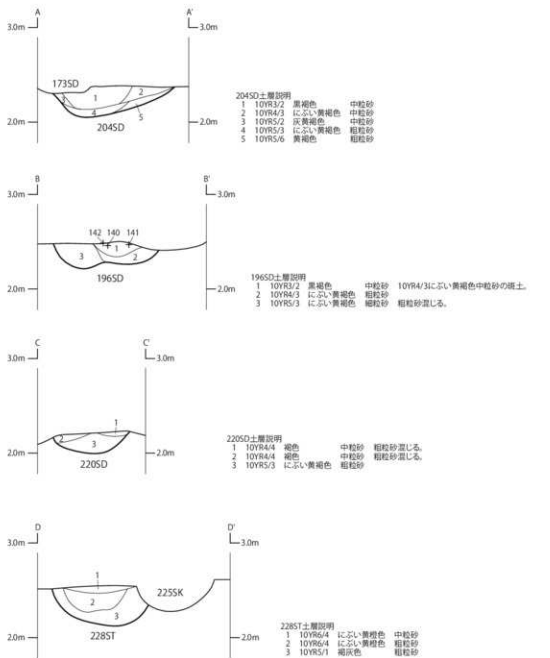 A A'
3.0m 3.0m
173SD
1 2
3 4 5
2.0m 2.0m
204SD
204SD土層説明
1 10YR3/2 黒褐色 中粒砂
2 10YR4/3 にぶい黄褐色 中粒砂
3 10YR5/2 灰黄褐色 中粒砂
4 10YR5/3 にぶい黄褐色 粗粒砂
5 10YR5/6 黄褐色 粗粒砂
B B'
3.0m 3.0m
142 140 141
3 1 2
196SD
2.0m 2.0m
196SD土層説明
1 10YR3/2 黒褐色 中粒砂 10YR4/3にぶい黄褐色中粒砂の斑土。
2 10YR4/3 にぶい黄褐色 粗粒砂
3 10YR5/3 にぶい黄褐色 細粒砂 粗粒砂混じる。
C C'
3.0m 3.0m
1
2 3
2.0m 2.0m
220SD
220SD土層説明
1 10YR4/4 褐色 中粒砂 粗粒砂混じる。
2 10YR4/4 褐色 中粒砂 粗粒砂混じる。
3 10YR5/3 にぶい黄褐色 粗粒砂
D D'
3.0m 3.0m
1
225SK
2
3
2.0m 2.0m
228ST
228ST土層説明
1 10YR6/4 にぶい黄橙色 中粒砂
2 10YR6/4 にぶい黄橙色 粗粒砂
3 10YR5/1 褐灰色 粗粒砂